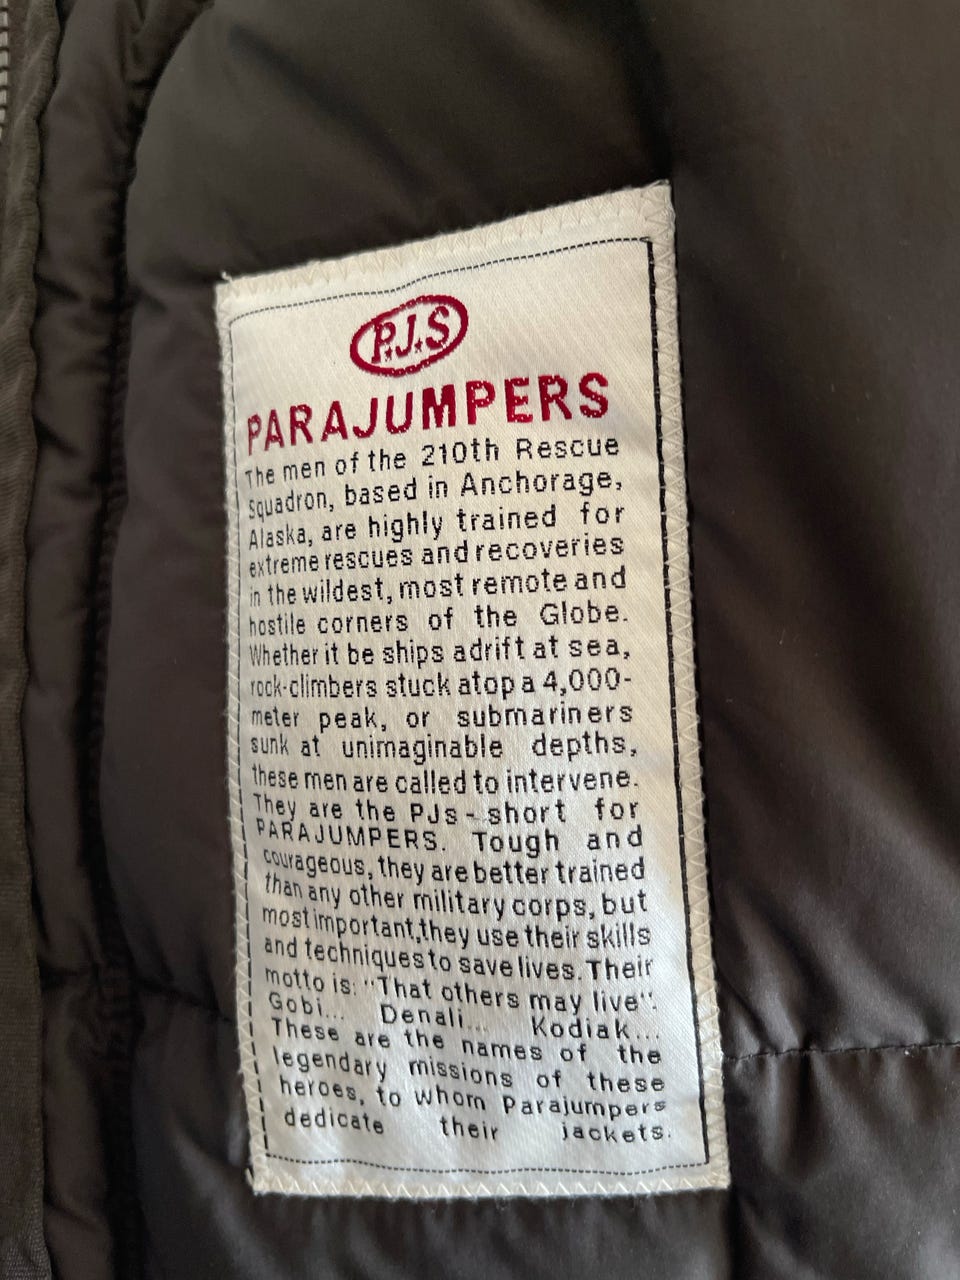 P.J.S
PARAJUMPERS
The men of the 210th Rescue
Squadron, based in Anchorage,
Alaska, are highly trained for
extreme rescues and recoveries
in the wildest, most remote and
hostile corners of the Globe.
Whether it be ships adrift at sea,
rock-climbers stuck atop a 4,000-
meter peak, or submariners
sunk at unimaginable depths,
these men are called to intervene.
They are the PJs - short for
PARAJUMPERS. Tough and
courageous, they are better trained
than any other military corps, but
most important, they use their skills
and techniques to save lives. Their
motto is: "That others may live".
Gobi... Denali... Kodiak...
These are the names of the
legendary missions of these
heroes, to whom Parajumpers
dedicate their jackets.